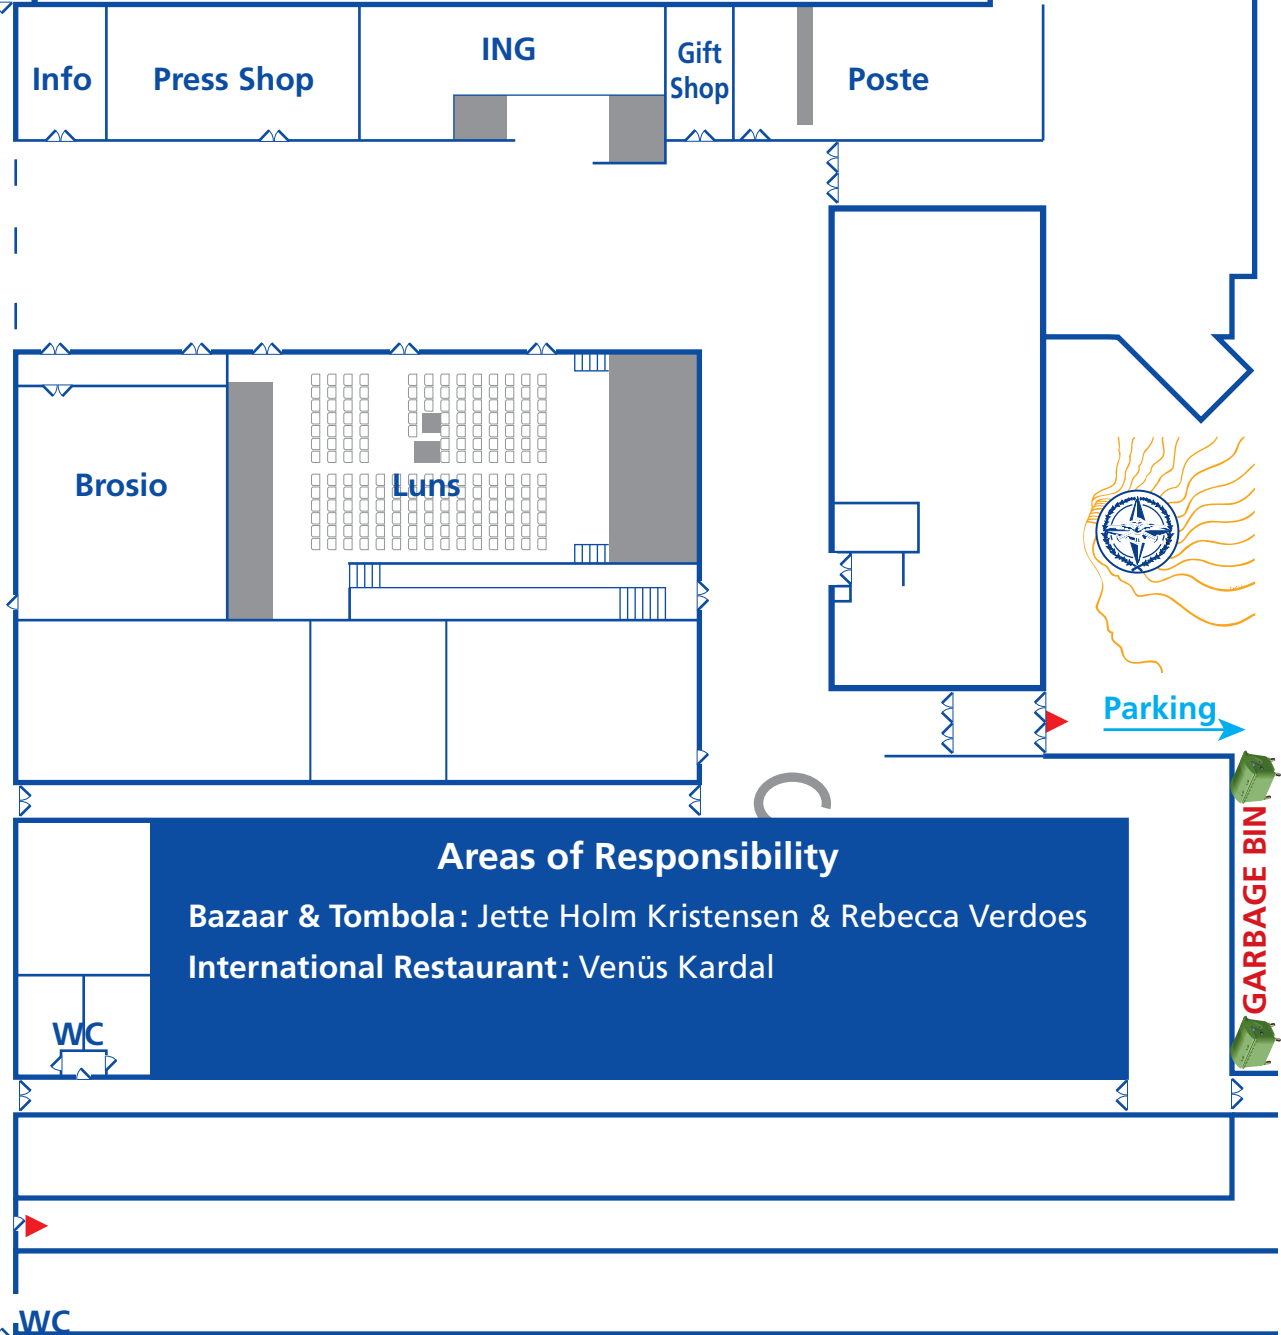 Info
Press Shop
ING
Gift
Shop
Poste
Brosio
Luns
Parking
GARBAGE BIN
Areas of Responsibility
Bazaar & Tombola: Jette Holm Kristensen & Rebecca Verdoes
International Restaurant: Venüs Kardal
WC
WC